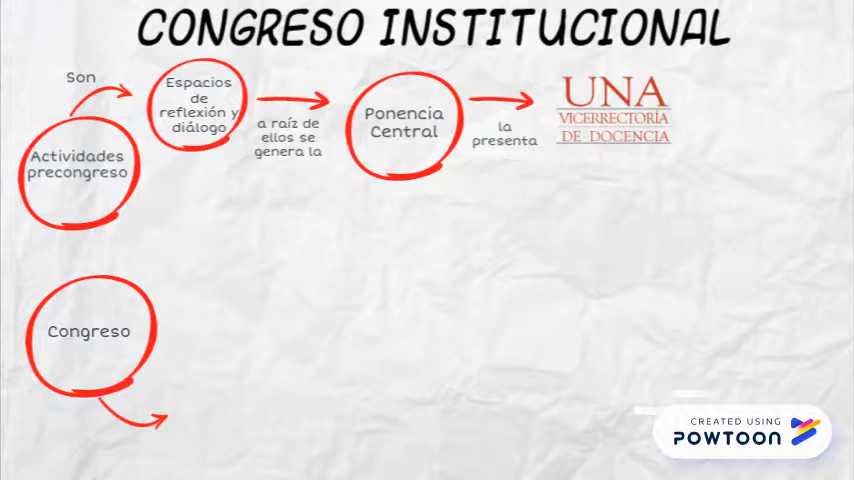 CONGRESO INSTITUCIONAL
Son
Espacios
de
reflexión y
diálogo
a raíz de
ellos se
genera la
Ponencia
Central
la
presenta
UNA
VICERRECTORÍA
DE DOCENCIA
Actividades
precongreso
Congreso
CREATED USING
POWTOON